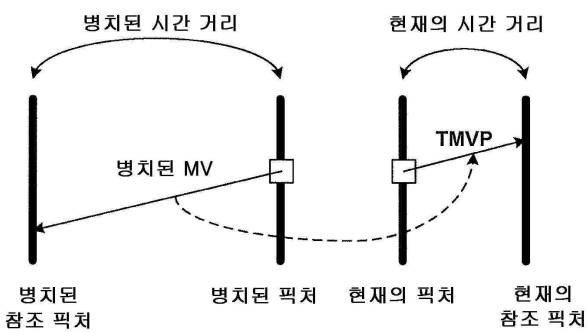 병치된 시간 거리
현재의 시간 거리
TMVP
병치된 MV
병치된
참조 픽처
병치된 픽처
현재의 픽처
현재의
참조 픽처